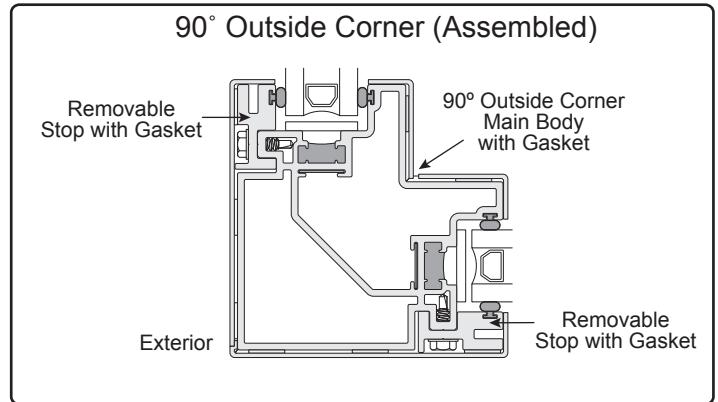 90˚ Outside Corner (Assembled)
Removable
Stop with Gasket
90º Outside Corner
Main Body
with Gasket
Exterior
Removable
Stop with Gasket